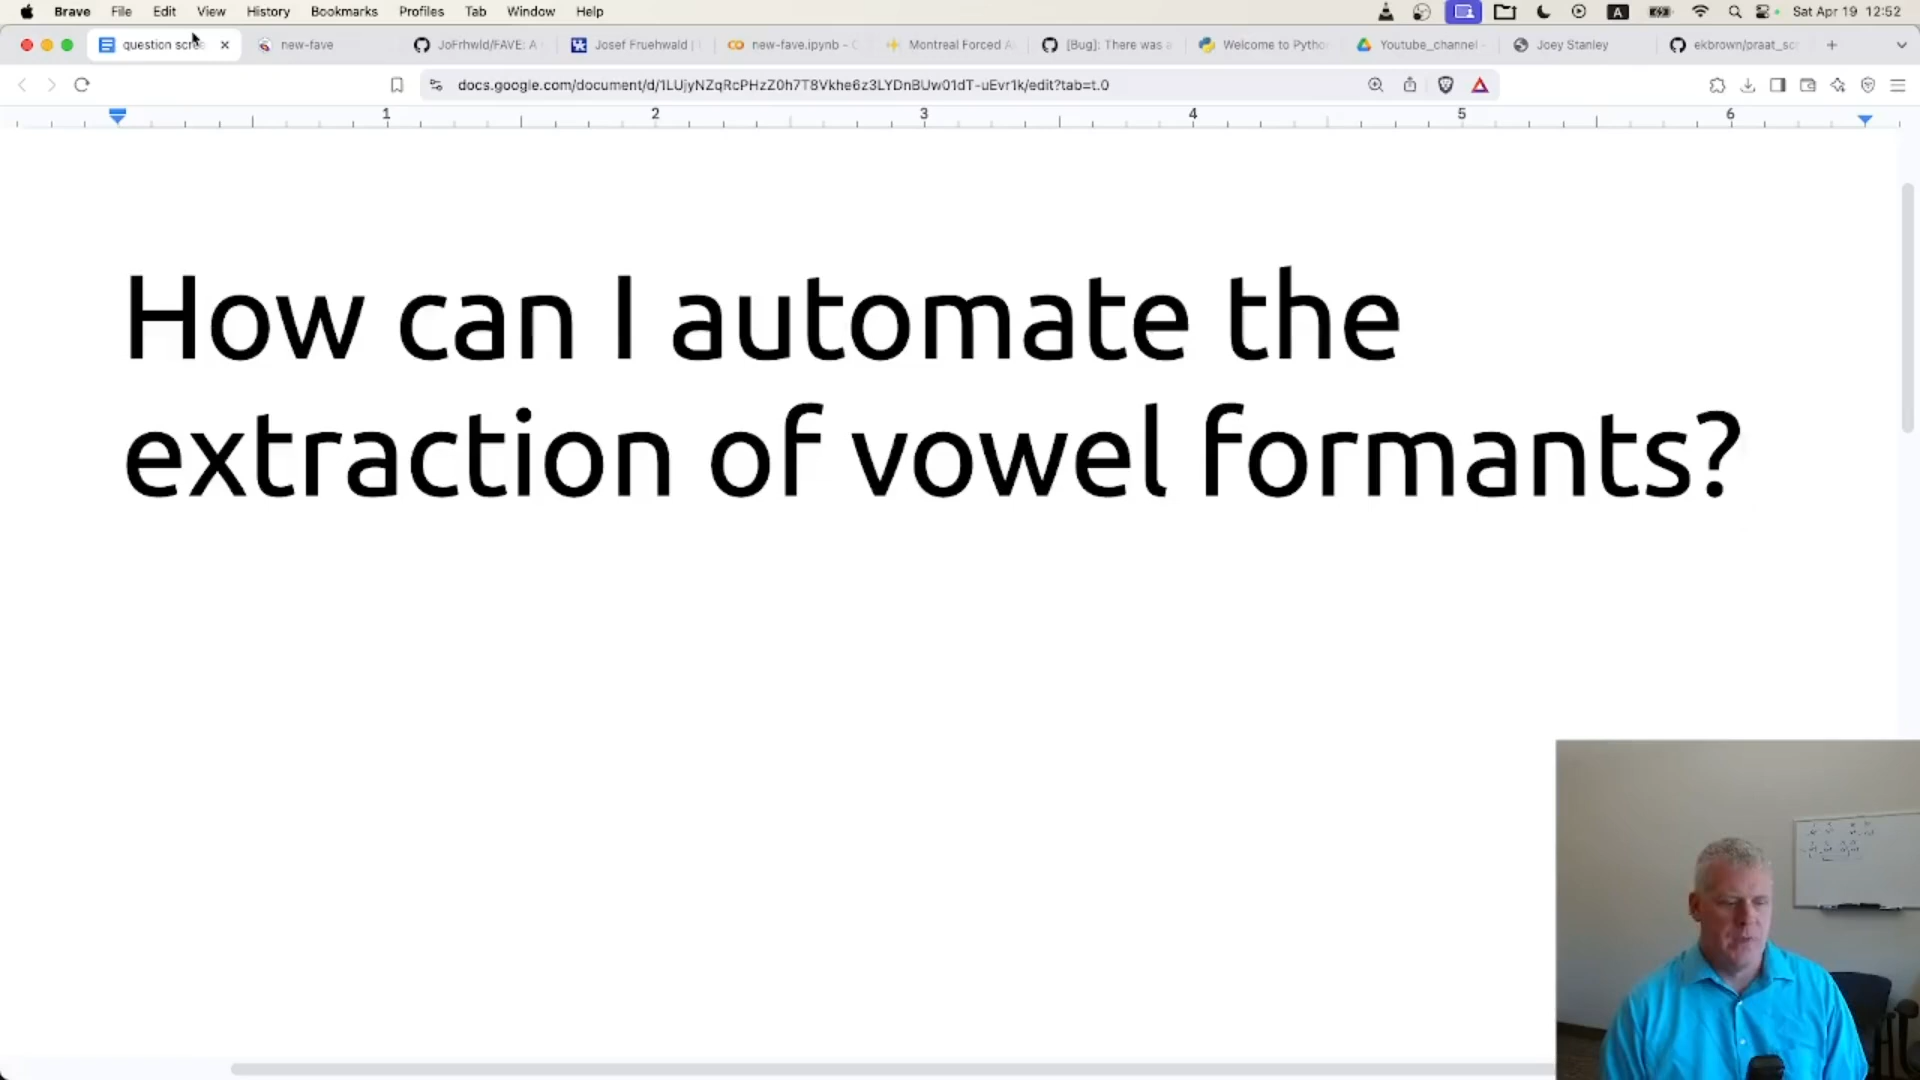 Brave File Edit View History Bookmarks Profiles Tab Window Help
A
Sat Apr 19 12:52
question scre
new-fave
JoFrhwld/FAVE: A
Josef Fruehwald |
new-fave.ipynb - C
Montreal Forced A
[Bug]: There was a
Welcome to Pytho
Youtube_channel -
Joey Stanley
ekbrown/praat_sc
docs.google.com/document/d/1LUjyNZqRcPHzZ0h7T8Vkhe6z3LYDnBUw01dT-uEvr1k/edit?tab=t.0
1 2 3 4 5 6
How can I automate the
extraction of vowel formants?